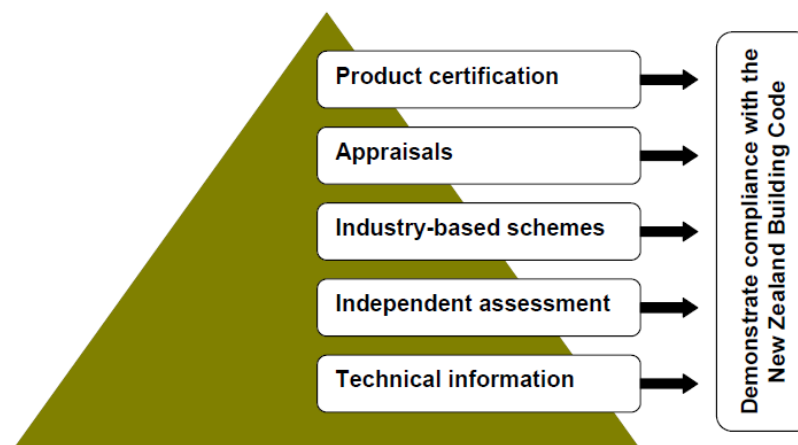 Product certification
Appraisals
Industry-based schemes
Independent assessment
Technical information
Demonstrate compliance with the
New Zealand Building Code